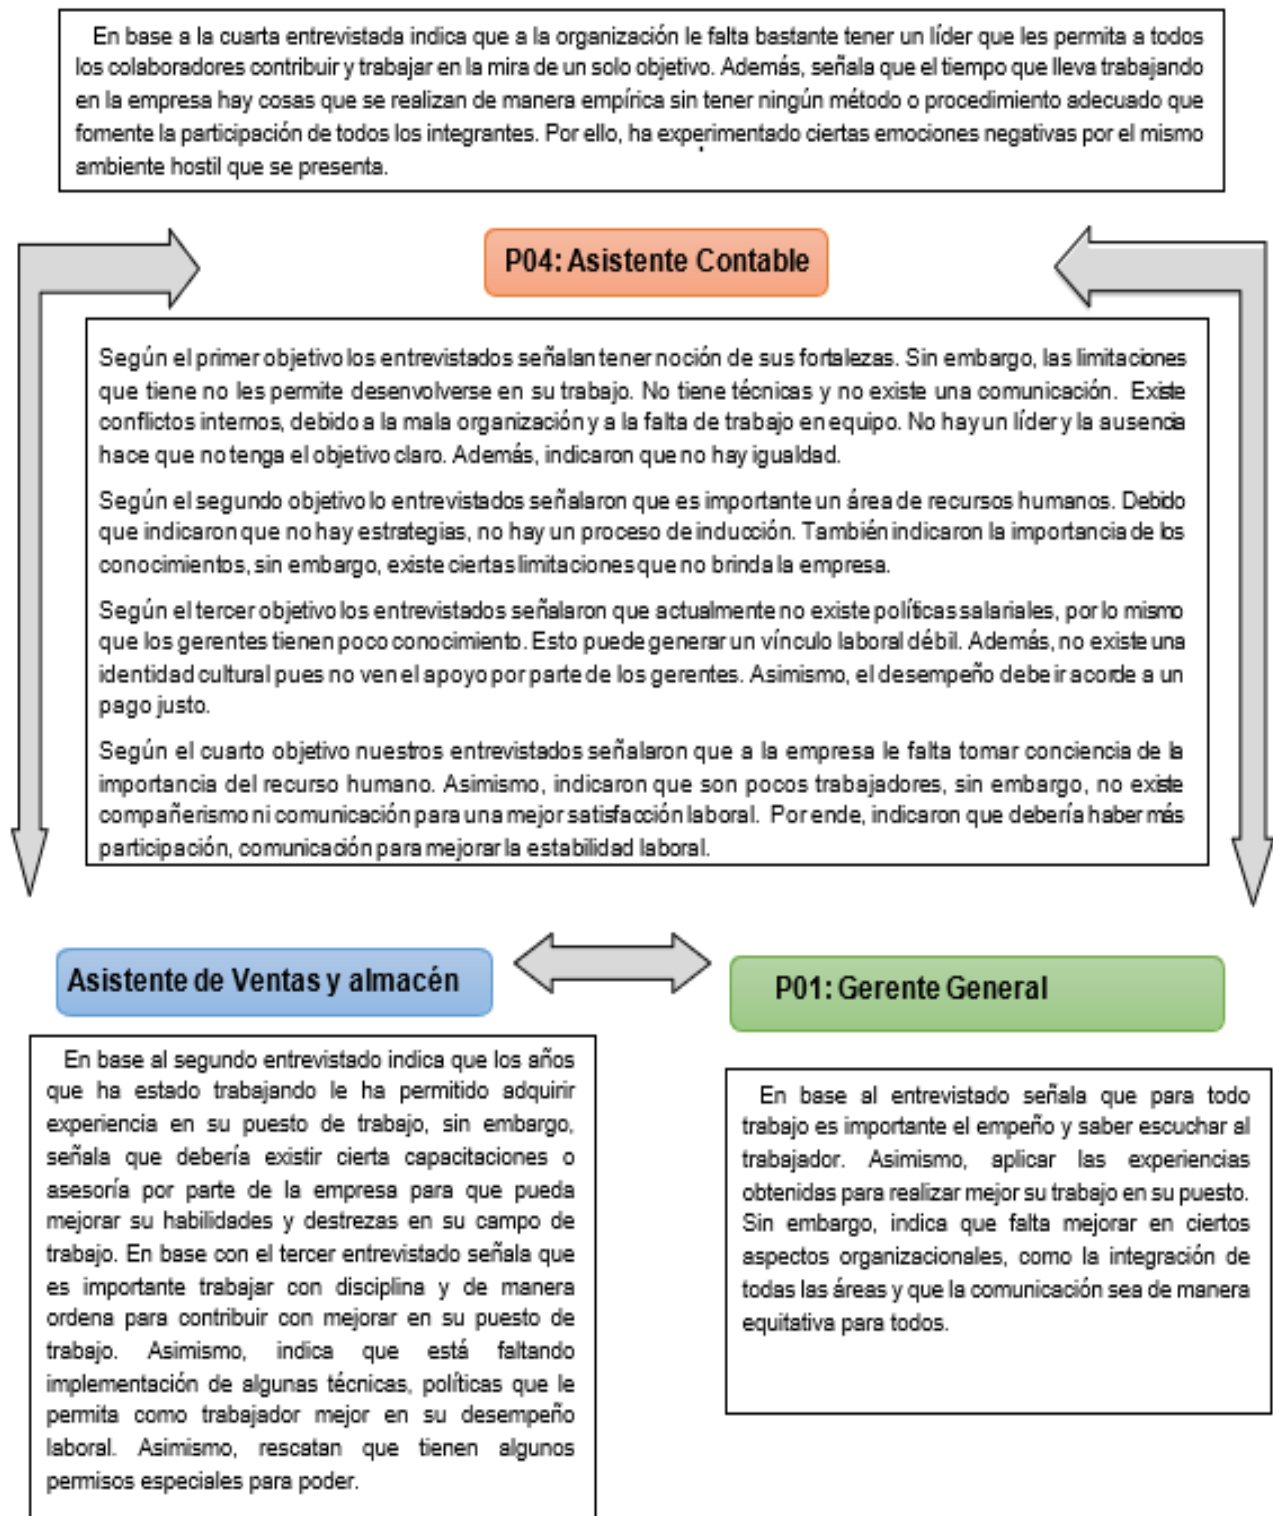 En base a la cuarta entrevistada indica que a la organización le falta bastante tener un líder que les permita a todos
los colaboradores contribuir y trabajar en la mira de un solo objetivo. Además, señala que el tiempo que lleva trabajando
en la empresa hay cosas que se realizan de manera empírica sin tener ningún método o procedimiento adecuado que
fomente la participación de todos los integrantes. Por ello, ha experimentado ciertas emociones negativas por el mismo
ambiente hostil que se presenta.
P04: Asistente Contable
Según el primer objetivo los entrevistados señalan tener noción de sus fortalezas. Sin embargo, las limitaciones
que tiene no les permite desenvolverse en su trabajo. No tiene técnicas y no existe una comunicación. Existe
conflictos internos, debido a la mala organización y a la falta de trabajo en equipo. No hay un líder y la ausencia
hace que no tenga el objetivo claro. Además, indicaron que no hay igualdad.
Según el segundo objetivo lo entrevistados señalaron que es importante un área de recursos humanos. Debido
que indicaron que no hay estrategias, no hay un proceso de inducción. También indicaron la importancia de los
conocimientos, sin embargo, existe ciertas limitaciones que no brinda la empresa.
Según el tercer objetivo los entrevistados señalaron que actualmente no existe políticas salariales, por lo mismo
que los gerentes tienen poco conocimiento. Esto puede generar un vínculo laboral débil. Además, no existe una
identidad cultural pues no ven el apoyo por parte de los gerentes. Asimismo, el desempeño debe ir acorde a un
pago justo.
Según el cuarto objetivo nuestros entrevistados señalaron que a la empresa le falta tomar conciencia de la
importancia del recurso humano. Asimismo, indicaron que son pocos trabajadores, sin embargo, no existe
compañerismo ni comunicación para una mejor satisfacción laboral. Por ende, indicaron que debería haber más
participación, comunicación para mejorar la estabilidad laboral.
Asistente de Ventas y almacén
En base al segundo entrevistado indica que los años
que ha estado trabajando le ha permitido adquirir
experiencia en su puesto de trabajo, sin embargo,
señala que debería existir cierta capacitaciones o
asesoría por parte de la empresa para que pueda
mejorar su habilidades y destrezas en su campo de
trabajo. En base con el tercer entrevistado señala que
es importante trabajar con disciplina y de manera
ordena para contribuir con mejorar en su puesto de
trabajo. Asimismo, indica que está faltando
implementación de algunas técnicas, políticas que le
permita como trabajador mejor en su desempeño
laboral. Asimismo, rescatan que tienen algunos
permisos especiales para poder.
P01: Gerente General
En base al entrevistado señala que para todo
trabajo es importante el empeño y saber escuchar al
trabajador. Asimismo, aplicar las experiencias
obtenidas para realizar mejor su trabajo en su puesto.
Sin embargo, indica que falta mejorar en ciertos
aspectos organizacionales, como la integración de
todas las áreas y que la comunicación sea de manera
equitativa para todos.